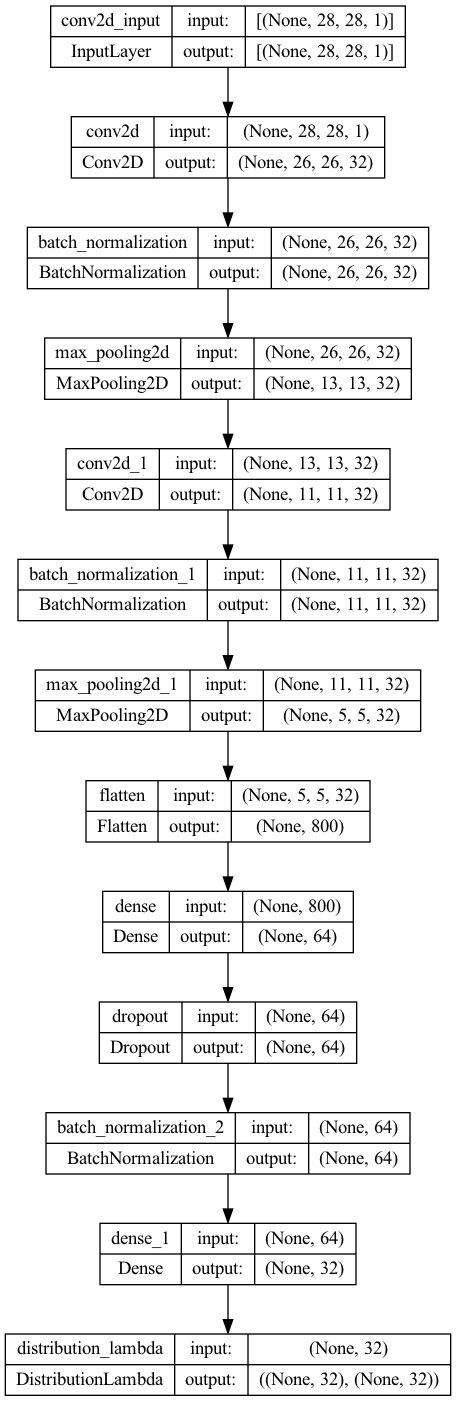 conv2d_input input: [(None, 28, 28, 1)]
InputLayer output: [(None, 28, 28, 1)]
conv2d input: (None, 28, 28, 1)
Conv2D output: (None, 26, 26, 32)
batch_normalization input: (None, 26, 26, 32)
BatchNormalization output: (None, 26, 26, 32)
max_pooling2d input: (None, 26, 26, 32)
MaxPooling2D output: (None, 13, 13, 32)
conv2d_1 input: (None, 13, 13, 32)
Conv2D output: (None, 11, 11, 32)
batch_normalization_1 input: (None, 11, 11, 32)
BatchNormalization output: (None, 11, 11, 32)
max_pooling2d_1 input: (None, 11, 11, 32)
MaxPooling2D output: (None, 5, 5, 32)
flatten input: (None, 5, 5, 32)
Flatten output: (None, 800)
dense input: (None, 800)
Dense output: (None, 64)
dropout input: (None, 64)
Dropout output: (None, 64)
batch_normalization_2 input: (None, 64)
BatchNormalization output: (None, 64)
dense_1 input: (None, 64)
Dense output: (None, 32)
distribution_lambda input: (None, 32)
DistributionLambda output: ((None, 32), (None, 32))